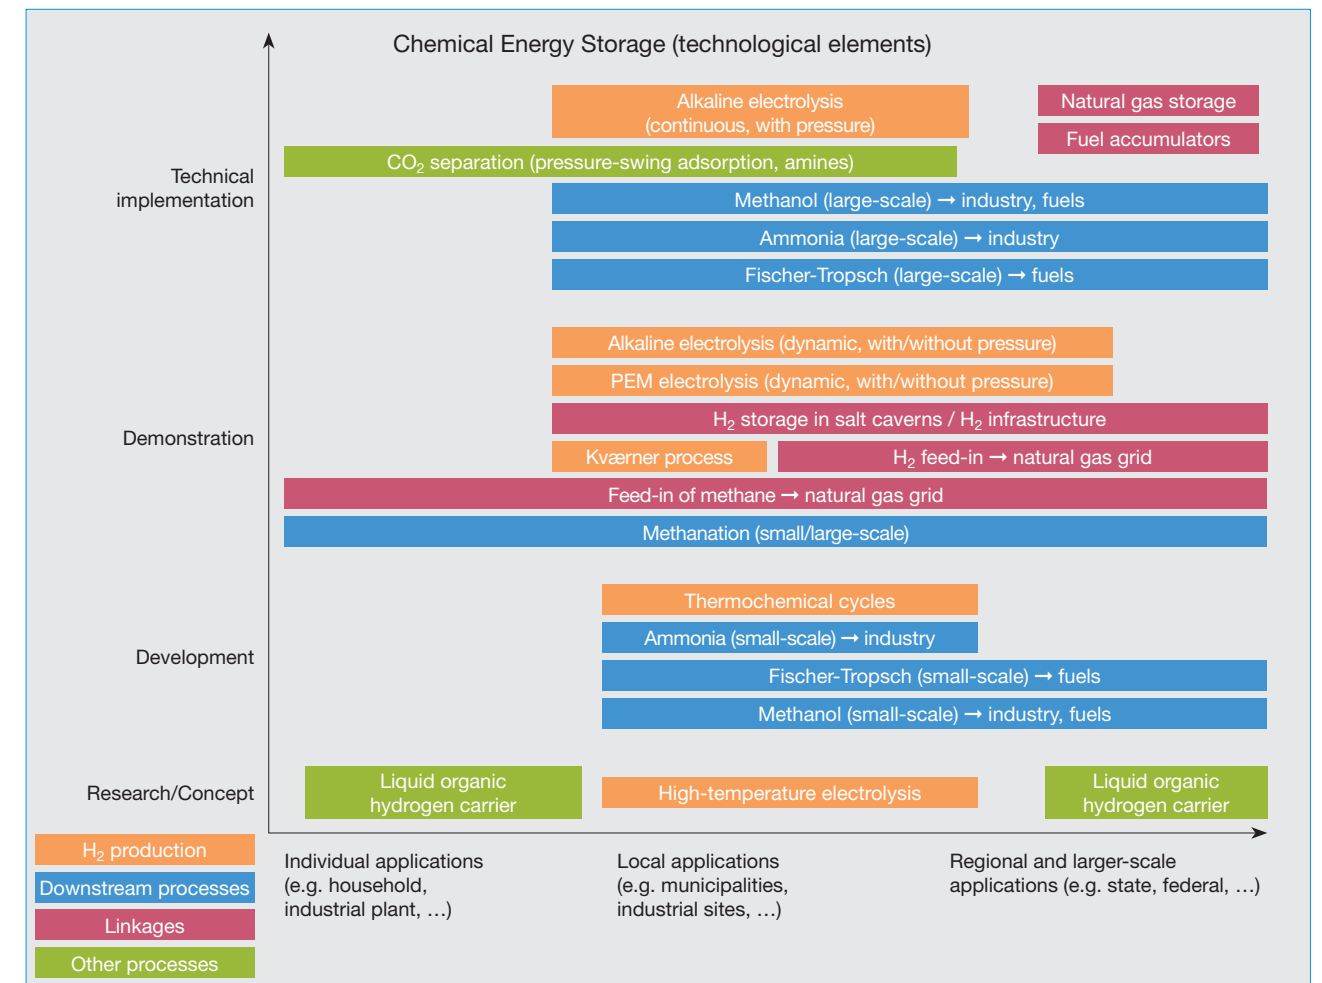 Chemical Energy Storage (technological elements)
Alkaline electrolysis
(continuous, with pressure)
Natural gas storage
Fuel accumulators
CO₂ separation (pressure-swing adsorption, amines)
Technical
implementation
Methanol (large-scale) → industry, fuels
Ammonia (large-scale) → industry
Fischer-Tropsch (large-scale) → fuels
Alkaline electrolysis (dynamic, with/without pressure)
PEM electrolysis (dynamic, with/without pressure)
H₂ storage in salt caverns / H₂ infrastructure
Demonstration
Kværner process
H₂ feed-in → natural gas grid
Feed-in of methane → natural gas grid
Methanation (small/large-scale)
Thermochemical cycles
Ammonia (small-scale) → industry
Development
Fischer-Tropsch (small-scale) → fuels
Methanol (small-scale) → industry, fuels
Research/Concept
Liquid organic
hydrogen carrier
High-temperature electrolysis
Liquid organic
hydrogen carrier
Individual applications
(e.g. household,
industrial plant, …)
Local applications
(e.g. municipalities,
industrial sites, …)
Regional and larger-scale
applications (e.g. state, federal, …)
H₂ production
Downstream processes
Linkages
Other processes